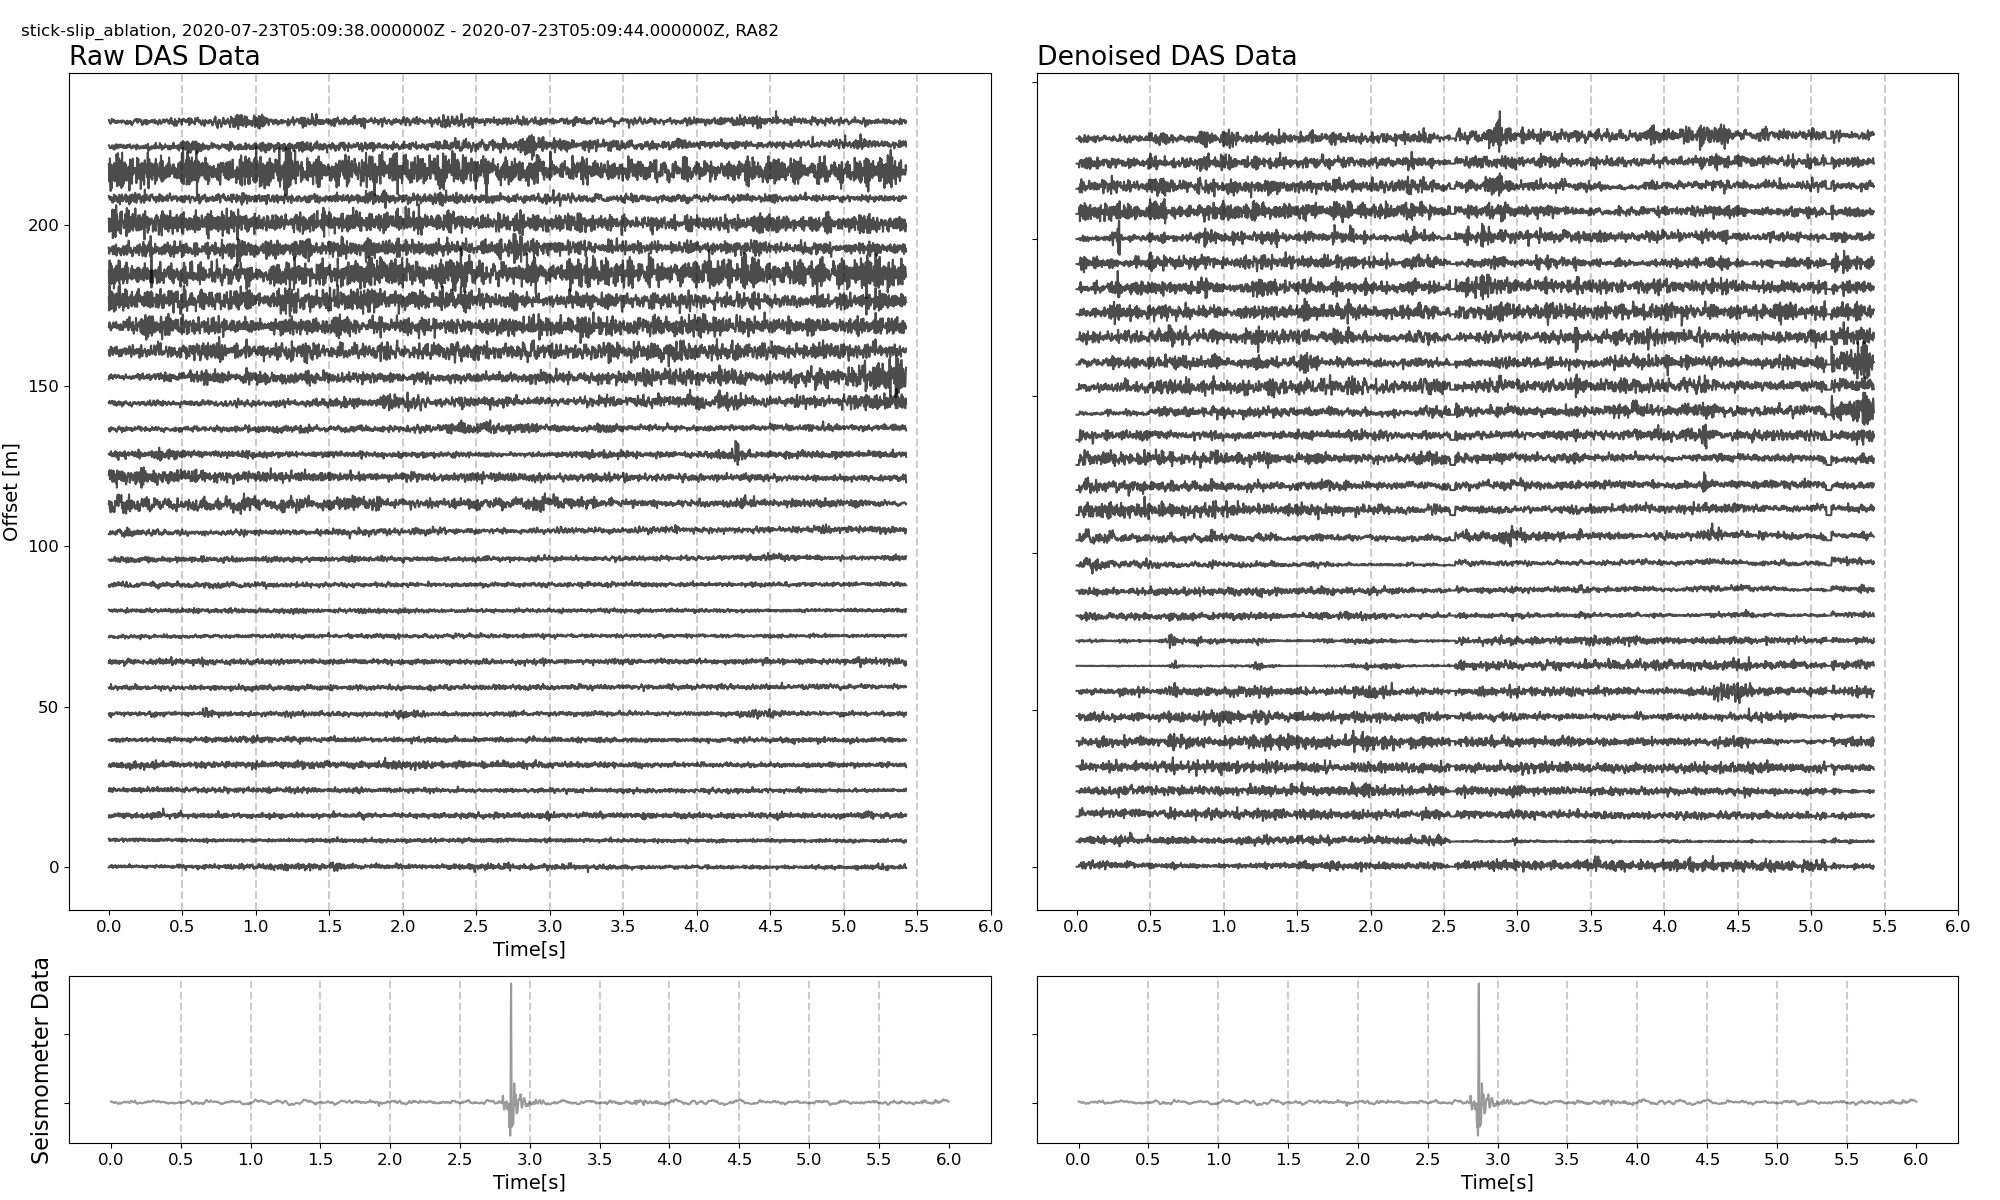 stick-slip_ablation, 2020-07-23T05:09:38.000000Z - 2020-07-23T05:09:44.000000Z, RA82
Raw DAS Data
Denoised DAS Data
Offset [m]
200
150
100
50
0
0.0 0.5 1.0 1.5 2.0 2.5 3.0 3.5 4.0 4.5 5.0 5.5 6.0
Time[s]
0.0 0.5 1.0 1.5 2.0 2.5 3.0 3.5 4.0 4.5 5.0 5.5 6.0
Seismometer Data
0.0 0.5 1.0 1.5 2.0 2.5 3.0 3.5 4.0 4.5 5.0 5.5 6.0
Time[s]
0.0 0.5 1.0 1.5 2.0 2.5 3.0 3.5 4.0 4.5 5.0 5.5 6.0
Time[s]